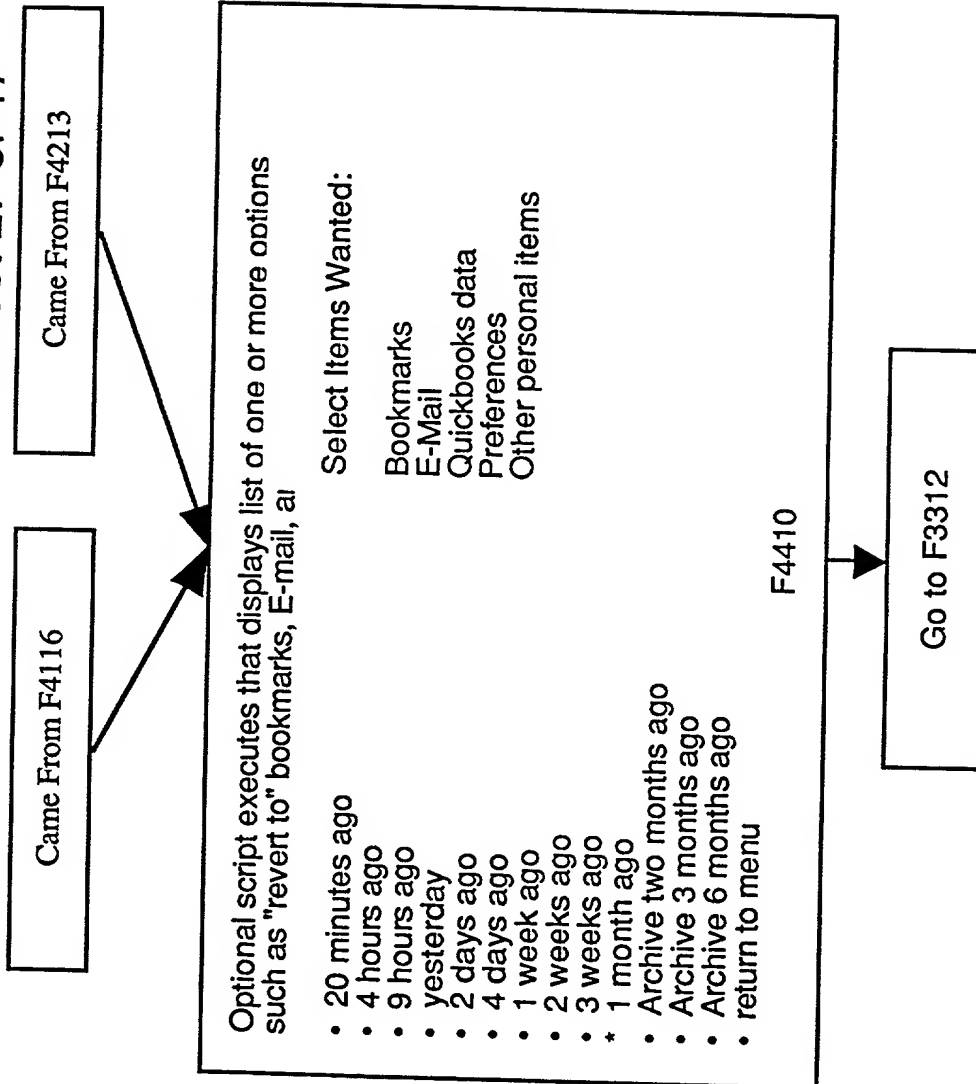 Came From F4116
Came From F4213
Optional script executes that displays list of one or more options
such as "revert to" bookmarks, E-mail,
• 20 minutes ago
• 4 hours ago
• 9 hours ago
• yesterday
• 2 days ago
• 4 days ago
• 1 week ago
• 2 weeks ago
• 3 weeks ago
* 1 month ago
• Archive two months ago
• Archive 3 months ago
• Archive 6 months ago
• return to menu
Select Items Wanted:
Bookmarks
E-Mail
Quickbooks data
Preferences
Other personal items
F4410
Go to F3312